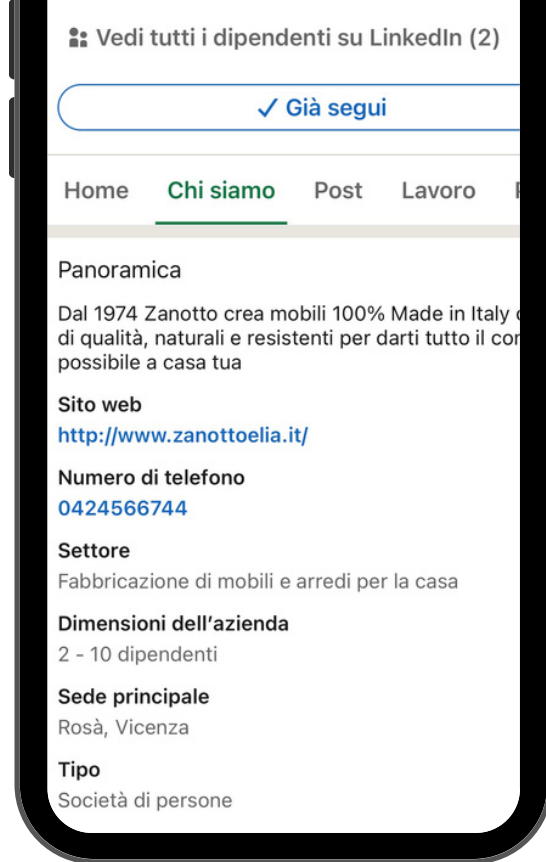 Vedi tutti i dipendenti su LinkedIn (2)
✓ Già segui
Home Chi siamo Post Lavoro
Panoramica
Dal 1974 Zanotto crea mobili 100% Made in Italy
di qualità, naturali e resistenti per darti tutto il
possibile a casa tua
Sito web
http://www.zanottoelia.it/
Numero di telefono
0424566744
Settore
Fabbricazione di mobili e arredi per la casa
Dimensioni dell'azienda
2 - 10 dipendenti
Sede principale
Rosà, Vicenza
Tipo
Società di persone